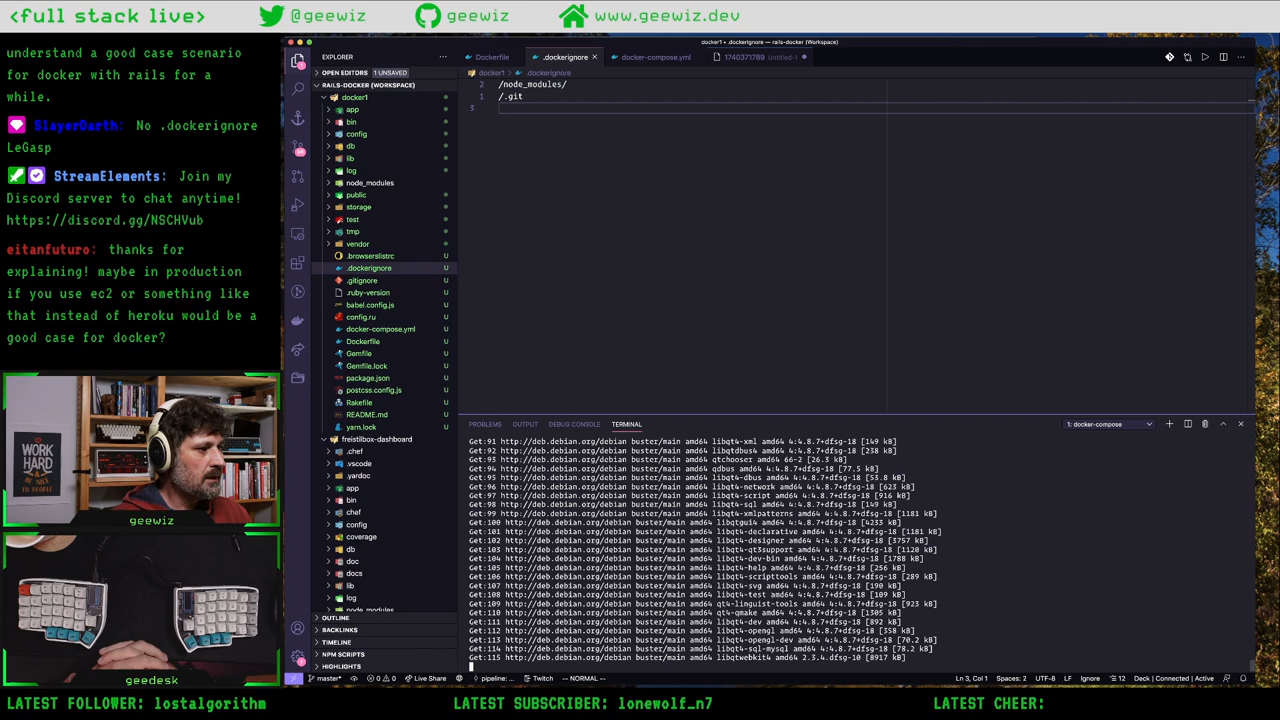 <full stack live>
@geewiz
geewiz
www.geewiz.dev
understand a good case scenario
for docker with rails for a
while.
SlayerDarth: No .dockerignore
LeGasp
StreamElements: Join my
Discord server to chat anytime!
https://discord.gg/NSCHVub
eitanfuturo: thanks for
explaining! maybe in production
if you use ec2 or something like
that instead of heroku would be a
good case for docker?
WORK
HARD
geewiz
geedesk
docker1 • .dockerignore — rails-docker (Workspace)
EXPLORER
OPEN EDITORS 1 UNSAVED
RAILS-DOCKER (WORKSPACE)
docker1
app
bin
config
db
lib
log
node_modules
public
storage
test
tmp
vendor
.browserslistrc U
.dockerignore U
.gitignore U
.ruby-version U
babel.config.js U
config.ru U
docker-compose.yml U
Dockerfile U
Gemfile U
Gemfile.lock U
package.json U
postcss.config.js U
Rakefile U
README.md U
yarn.lock U
freistilbox-dashboard
.chef
.vscode
.yardoc
app
bin
chef
config
coverage
db
doc
docs
lib
log
node_modules
OUTLINE
BACKLINKS
TIMELINE
NPM SCRIPTS
HIGHLIGHTS
Dockerfile
.dockerignore
docker-compose.yml
1740371789 Untitled-1
docker1 > .dockerignore
2 /node_modules/
1 /.git
3
PROBLEMS OUTPUT DEBUG CONSOLE TERMINAL
1: docker-compose
Get:91 http://deb.debian.org/debian buster/main amd64 libqt4-xml amd64 4:4.8.7+dfsg-18 [149 kB]
Get:92 http://deb.debian.org/debian buster/main amd64 libqtdbus4 amd64 4:4.8.7+dfsg-18 [238 kB]
Get:93 http://deb.debian.org/debian buster/main amd64 qtchooser amd64 66-2 [26.3 kB]
Get:94 http://deb.debian.org/debian buster/main amd64 qdbus amd64 4:4.8.7+dfsg-18 [77.5 kB]
Get:95 http://deb.debian.org/debian buster/main amd64 libqt4-dbus amd64 4:4.8.7+dfsg-18 [53.8 kB]
Get:96 http://deb.debian.org/debian buster/main amd64 libqt4-network amd64 4:4.8.7+dfsg-18 [623 kB]
Get:97 http://deb.debian.org/debian buster/main amd64 libqt4-script amd64 4:4.8.7+dfsg-18 [916 kB]
Get:98 http://deb.debian.org/debian buster/main amd64 libqt4-sql amd64 4:4.8.7+dfsg-18 [149 kB]
Get:99 http://deb.debian.org/debian buster/main amd64 libqt4-xmlpatterns amd64 4:4.8.7+dfsg-18 [1181 kB]
Get:100 http://deb.debian.org/debian buster/main amd64 libqtgui4 amd64 4:4.8.7+dfsg-18 [4233 kB]
Get:101 http://deb.debian.org/debian buster/main amd64 libqt4-declarative amd64 4:4.8.7+dfsg-18 [1181 kB]
Get:102 http://deb.debian.org/debian buster/main amd64 libqt4-designer amd64 4:4.8.7+dfsg-18 [3757 kB]
Get:103 http://deb.debian.org/debian buster/main amd64 libqt4-qt3support amd64 4:4.8.7+dfsg-18 [1120 kB]
Get:104 http://deb.debian.org/debian buster/main amd64 libqt4-dev-bin amd64 4:4.8.7+dfsg-18 [1788 kB]
Get:105 http://deb.debian.org/debian buster/main amd64 libqt4-help amd64 4:4.8.7+dfsg-18 [256 kB]
Get:106 http://deb.debian.org/debian buster/main amd64 libqt4-scripttools amd64 4:4.8.7+dfsg-18 [289 kB]
Get:107 http://deb.debian.org/debian buster/main amd64 libqt4-svg amd64 4:4.8.7+dfsg-18 [190 kB]
Get:108 http://deb.debian.org/debian buster/main amd64 libqt4-test amd64 4:4.8.7+dfsg-18 [109 kB]
Get:109 http://deb.debian.org/debian buster/main amd64 qt4-linguist-tools amd64 4:4.8.7+dfsg-18 [923 kB]
Get:110 http://deb.debian.org/debian buster/main amd64 qt4-qmake amd64 4:4.8.7+dfsg-18 [1305 kB]
Get:111 http://deb.debian.org/debian buster/main amd64 libqt4-dev amd64 4:4.8.7+dfsg-18 [892 kB]
Get:112 http://deb.debian.org/debian buster/main amd64 libqt4-opengl amd64 4:4.8.7+dfsg-18 [358 kB]
Get:113 http://deb.debian.org/debian buster/main amd64 libqt4-opengl-dev amd64 4:4.8.7+dfsg-18 [70.2 kB]
Get:114 http://deb.debian.org/debian buster/main amd64 libqt4-sql-mysql amd64 4:4.8.7+dfsg-18 [78.2 kB]
Get:115 http://deb.debian.org/debian buster/main amd64 libqtwebkit4 amd64 2.3.4.dfsg-10 [8917 kB]
master* 0 0 Live Share pipeline: ... Twitch -- NORMAL -- Ln 3, Col 1 Spaces: 2 UTF-8 LF Ignore 12 Deck | Connected | Active
LATEST FOLLOWER: lostalgorithm
LATEST SUBSCRIBER: lonewolf_n7
LATEST CHEER: